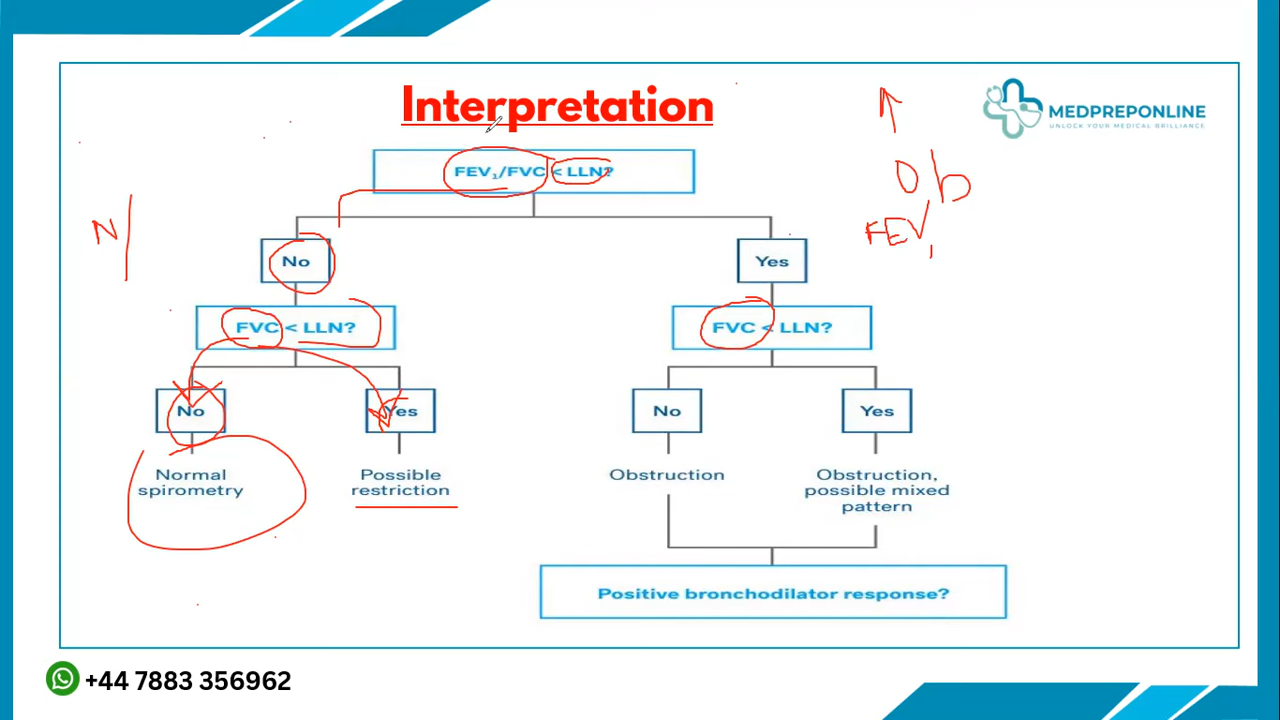 Interpretation
MEDPREPONLINE
UNLOCK YOUR MEDICAL BRILLIANCE
FEV₁/FVC < LLN?
Ob
FEV₁
N
No
Yes
FVC < LLN?
FVC < LLN?
No
Yes
No
Yes
Normal
spirometry
Possible
restriction
Obstruction
Obstruction,
possible mixed
pattern
Positive bronchodilator response?
+44 7883 356962